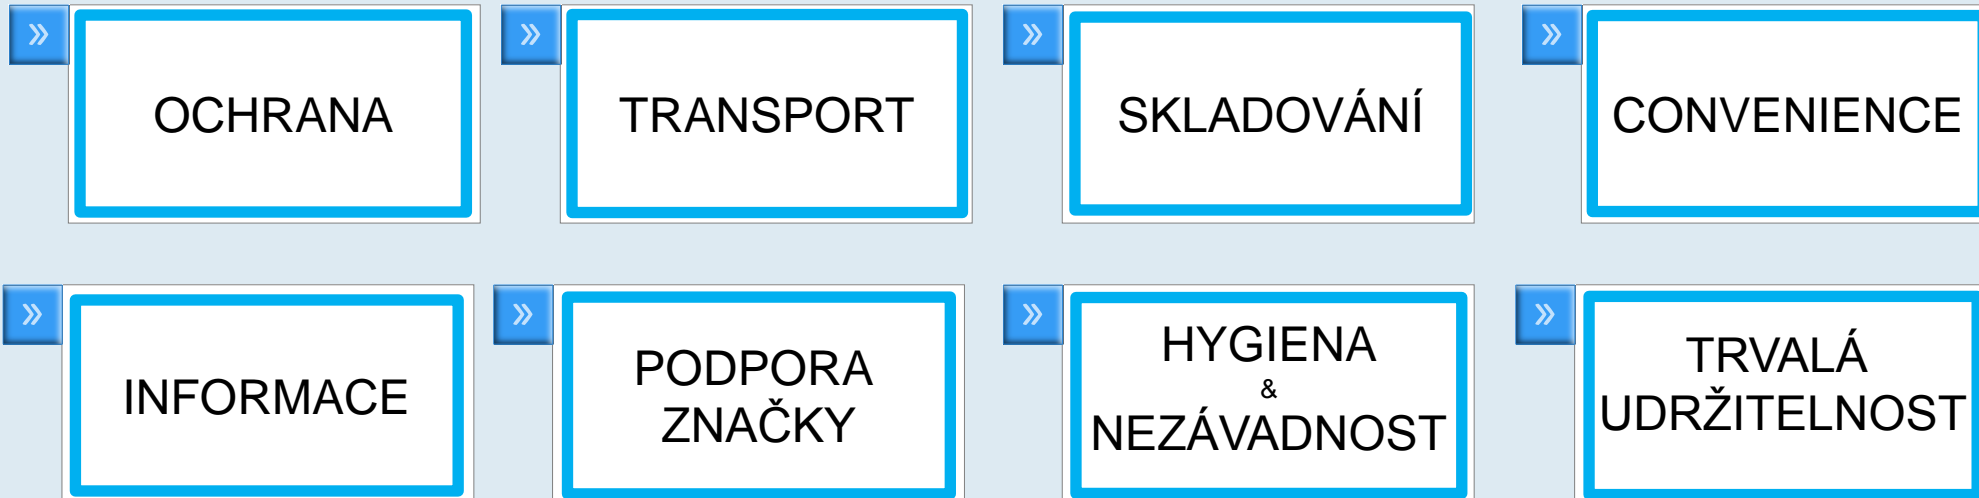 OCHRANA
TRANSPORT
SKLADOVÁNÍ
CONVENIENCE
INFORMACE
PODPORA
ZNAČKY
HYGIENA
&
NEZÁVADNOST
TRVALÁ
UDRŽITELNOST